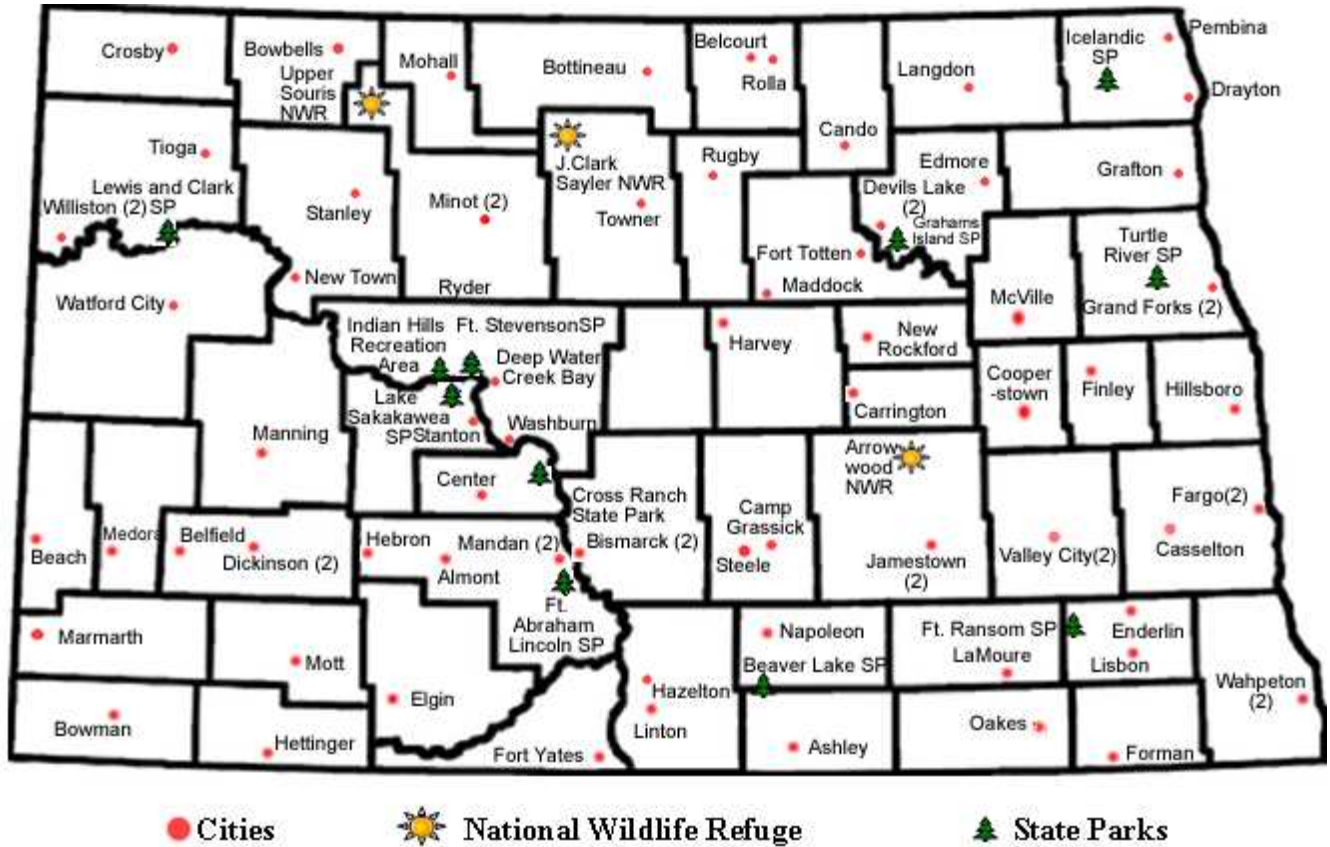 Crosby
Bowbells
Upper
Souris
NWR
Mohall
Bottineau
Belcourt
Rolla
Langdon
Icelandic
SP
Pembina
Drayton
Cando
Tioga
Lewis and Clark
Williston (2) SP
Stanley
Minot (2)
J.Clark
Sayler NWR
Towner
Rugby
Edmore
Devils Lake
(2)
Grahams
Island SP
Grafton
Fort Totten
Maddock
Turtle
River SP
Grand Forks (2)
New Town
Ryder
Watford City
McVille
Indian Hills
Recreation
Area
Ft. StevensonSP
Deep Water
Creek Bay
Harvey
New
Rockford
Cooper
-stown
Finley
Hillsboro
Carrington
Lake
Sakakawea
SP
Stanton
Washburn
Manning
Center
Cross Ranch
State Park
Bismarck (2)
Camp
Grassick
Steele
Arrow
wood
NWR
Jamestown
(2)
Valley City(2)
Fargo(2)
Casselton
Beach
Medora
Belfield
Dickinson (2)
Hebron
Almont
Mandan (2)
Ft.
Abraham
Lincoln SP
Marmarth
Mott
Elgin
Napoleon
Beaver Lake SP
Ft. Ransom SP
LaMoure
Enderlin
Lisbon
Hazelton
Linton
Wahpeton
(2)
Bowman
Hettinger
Fort Yates
Ashley
Oakes
Forman
Cities
National Wildlife Refuge
State Parks